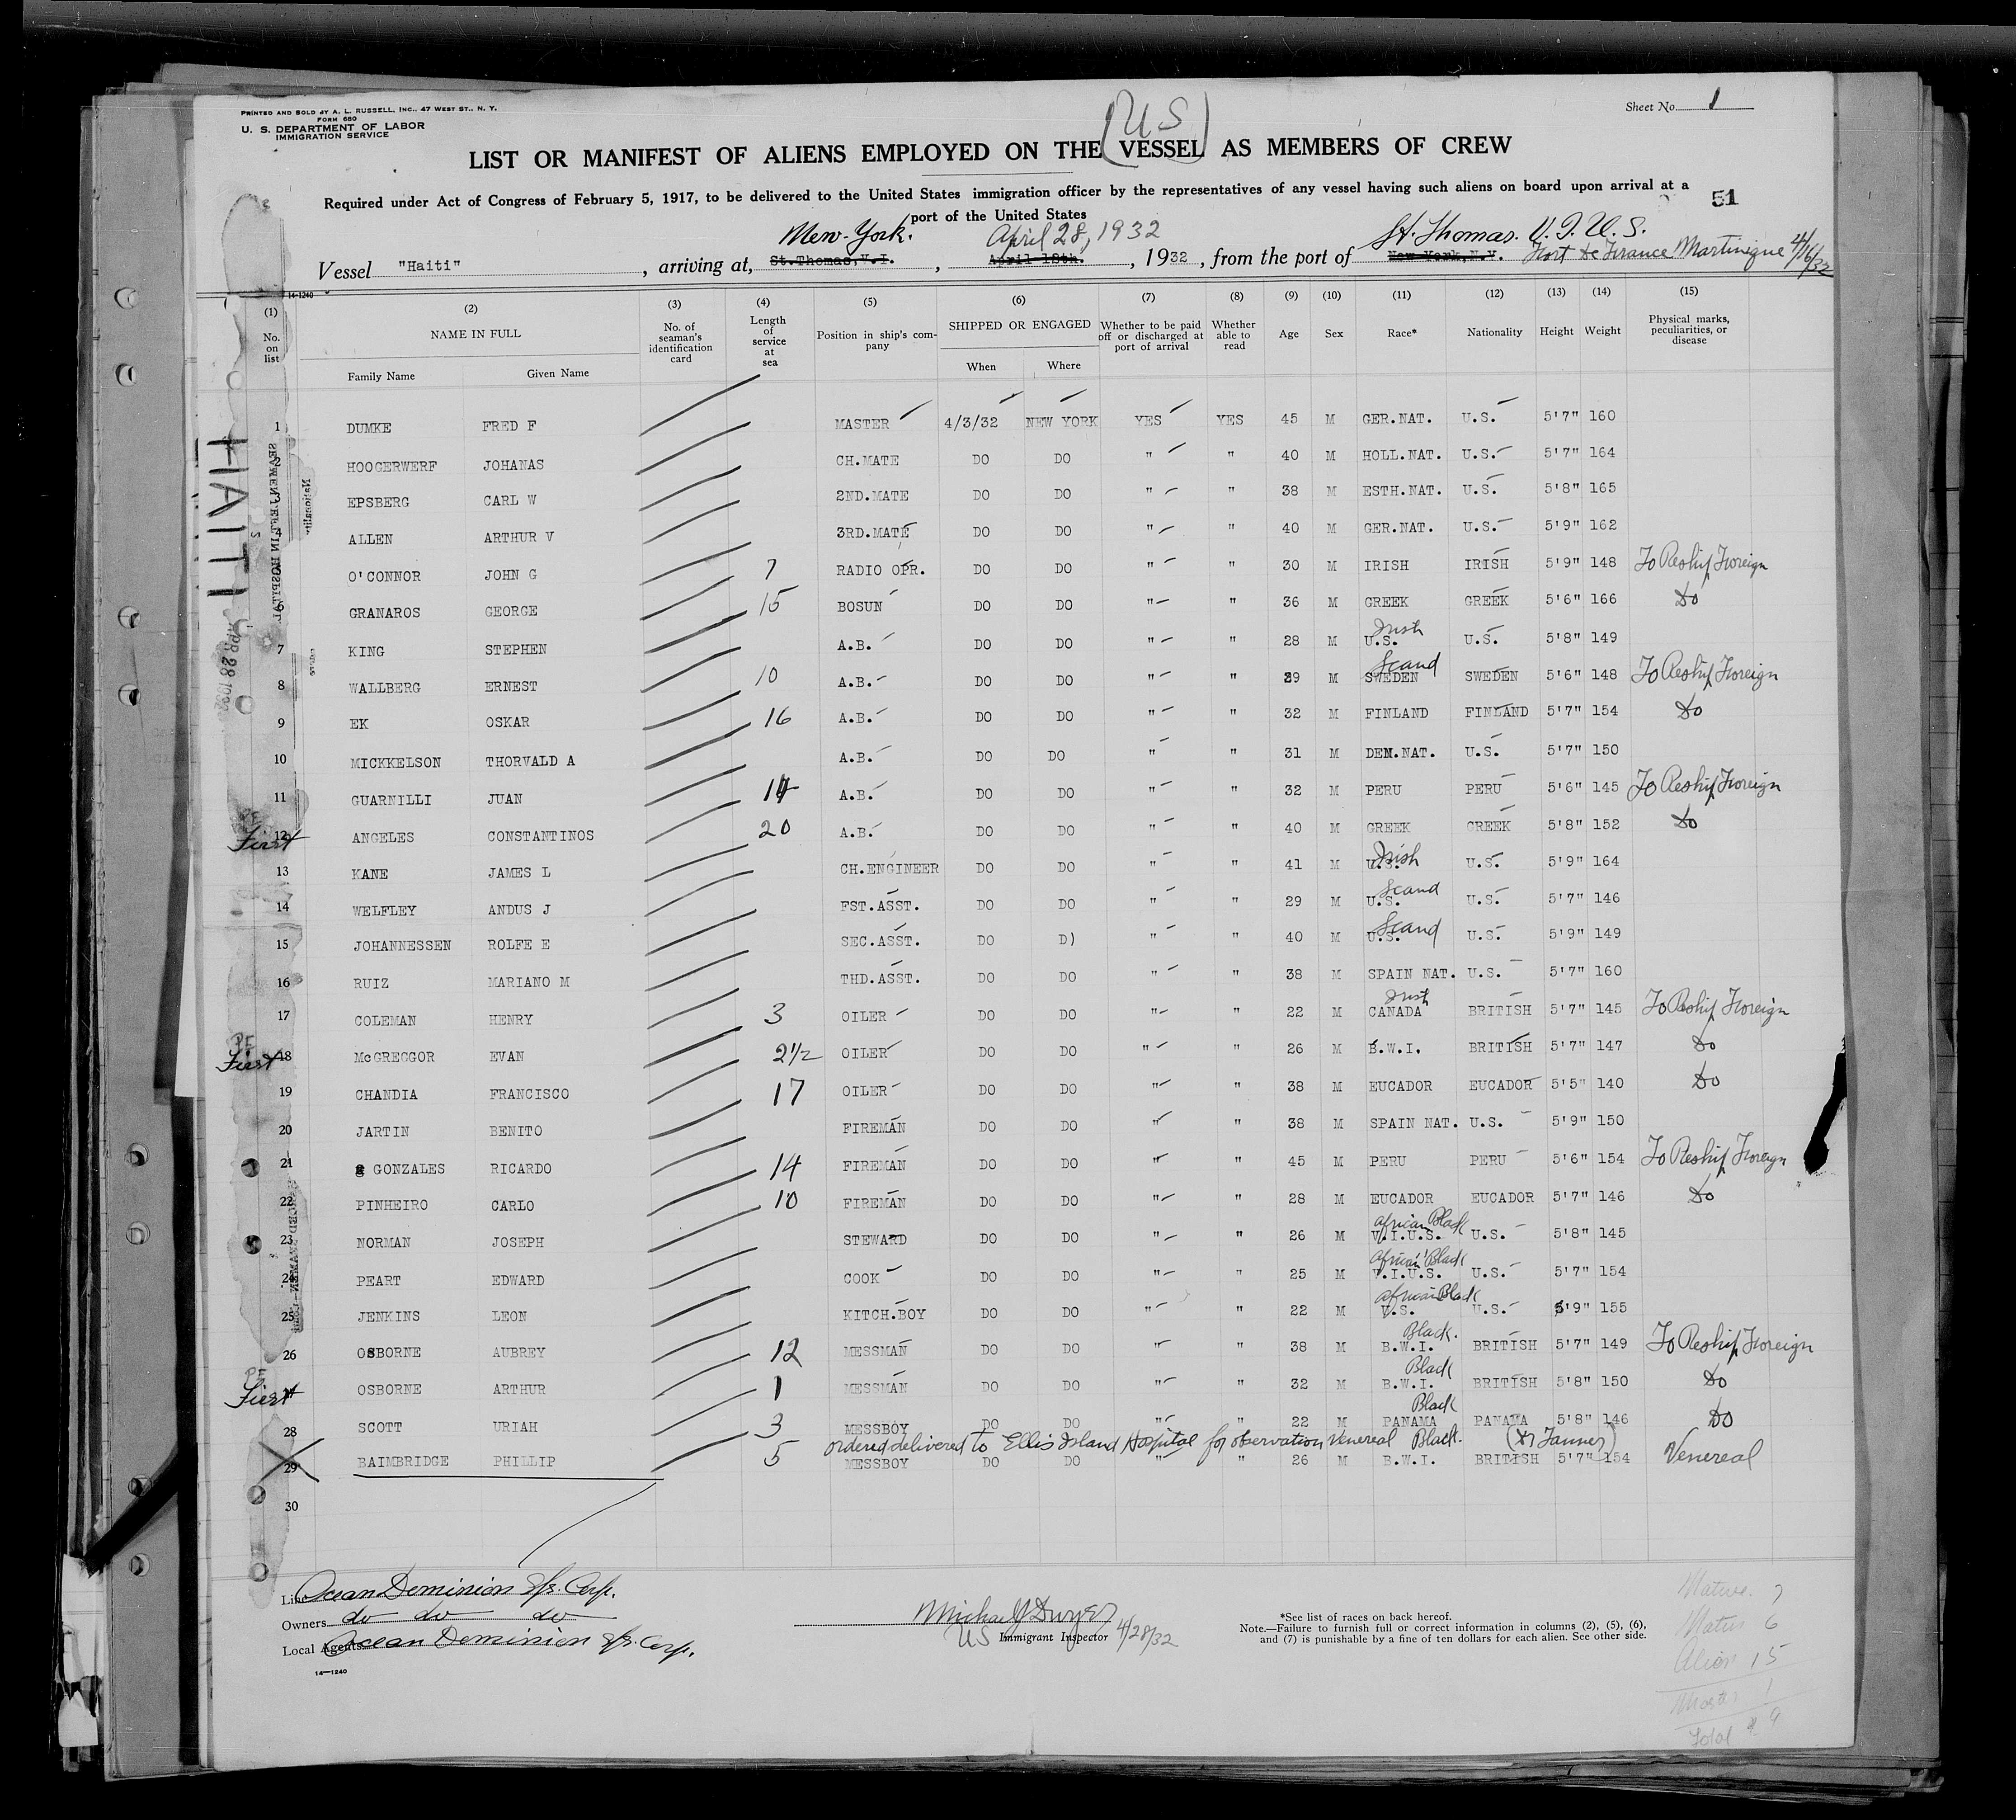 PRINTED AND SOLD BY A. L. RUSSELL, INC., 47 WEST ST., N. Y.
FORM 680
U. S. DEPARTMENT OF LABOR
IMMIGRATION SERVICE
(US)
Sheet No. 1
LIST OR MANIFEST OF ALIENS EMPLOYED ON THE VESSEL AS MEMBERS OF CREW
Required under Act of Congress of February 5, 1917, to be delivered to the United States immigration officer by the representatives of any vessel having such aliens on board upon arrival at a
port of the United States
51
New-York. April 28, 1932 St. Thomas. V.I.U.S.
Vessel "Haiti", arriving at, St.Thomas,V.I., April 18th., 1932, from the port of New York,N.Y. Fort de France Martinique 4/16/32
14-1240
(1) (2) (3) (4) (5) (6) (7) (8) (9) (10) (11) (12) (13) (14) (15)
No. on list NAME IN FULL No. of seaman's identification card Length of service at sea Position in ship's company SHIPPED OR ENGAGED Whether to be paid off or discharged at port of arrival Whether able to read Age Sex Race* Nationality Height Weight Physical marks, peculiarities, or disease
Family Name Given Name When Where
1 DUMKE FRED F MASTER 4/3/32 NEW YORK YES YES 45 M GER.NAT. U.S. 5'7" 160
2 HOOGERWERF JOHANAS CH.MATE DO DO " " 40 M HOLL.NAT. U.S. 5'7" 164
3 EPSBERG CARL W 2ND.MATE DO DO " " 38 M ESTH.NAT. U.S. 5'8" 165
4 ALLEN ARTHUR V 3RD.MATE DO DO " " 40 M GER.NAT. U.S. 5'9" 162
5 O'CONNOR JOHN G 7 RADIO OPR. DO DO " " 30 M IRISH IRISH 5'9" 148 To Reship Foreign
6 GRANAROS GEORGE 15 BOSUN DO DO " " 36 M GREEK GREEK 5'6" 166 Do
7 KING STEPHEN A.B. DO DO " " 28 M U.S. Irish U.S. 5'8" 149
8 WALLBERG ERNEST 10 A.B. DO DO " " 39 M SWEDEN Scand SWEDEN 5'6" 148 To Reship Foreign
9 EK OSKAR 16 A.B. DO DO " " 32 M FINLAND FINLAND 5'7" 154 Do
10 MICKKELSON THORVALD A A.B. DO DO " " 31 M DEN.NAT. U.S. 5'7" 150
11 GUARNILLI JUAN 14 A.B. DO DO " " 32 M PERU PERU 5'6" 145 To Reship Foreign
PE First 12 ANGELES CONSTANTINOS 20 A.B. DO DO " " 40 M GREEK GREEK 5'8" 152 Do
13 KANE JAMES L CH.ENGINEER DO DO " " 41 M U.S. Irish U.S. 5'9" 164
14 WELFLEY ANDUS J FST.ASST. DO DO " " 29 M U.S. Scand U.S. 5'7" 146
15 JOHANNESSEN ROLFE E SEC.ASST. DO D) " " 40 M U.S. Scand U.S. 5'9" 149
16 RUIZ MARIANO M THD.ASST. DO DO " " 38 M SPAIN NAT. U.S. 5'7" 160
17 COLEMAN HENRY 3 OILER DO DO " " 22 M CANADA Irish BRITISH 5'7" 145 To Reship Foreign
PE First 18 McGREGGOR EVAN 2 1/2 OILER DO DO " " 26 M B.W.I. BRITISH 5'7" 147 Do
19 CHANDIA FRANCISCO 17 OILER DO DO " " 38 M EUCADOR EUCADOR 5'5" 140 Do
20 JARTIN BENITO FIREMAN DO DO " " 38 M SPAIN NAT. U.S. 5'9" 150
21 GONZALES RICARDO 14 FIREMAN DO DO " " 45 M PERU PERU 5'6" 154 To Reship Foreign
22 PINHEIRO CARLO 10 FIREMAN DO DO " " 28 M EUCADOR EUCADOR 5'7" 146 Do
23 NORMAN JOSEPH STEWARD DO DO " " 26 M V.I.U.S. African Black U.S. 5'8" 145
24 PEART EDWARD COOK DO DO " " 25 M V.I.U.S. African Black U.S. 5'7" 154
25 JENKINS LEON KITCH.BOY DO DO " " 22 M U.S. African Black U.S. 5'9" 155
26 OSBORNE AUBREY 12 MESSMAN DO DO " " 38 M B.W.I. Black. BRITISH 5'7" 149 To Reship Foreign
PE First 27 OSBORNE ARTHUR 1 MESSMAN DO DO " " 32 M B.W.I. Black BRITISH 5'8" 150 Do
28 SCOTT URIAH 3 MESSBOY DO DO " " 22 M PANAMA Black PANAMA 5'8" 146 Do
ordered delivered to Ellis Island Hospital for observation Venereal Black. (Dr Tanner)
29 BAIMBRIDGE PHILLIP 5 MESSBOY DO DO " " 26 M B.W.I. BRITISH 5'7" 154 Venereal
30
HAITI
SEAMEN LEFT IN HOSPITAL
APR 28 1932
Line Ocean Dominion S/S. Corp.
Owners do do do
Local Agents Ocean Dominion S/S. Corp.
14—1240
Michael J Dwyer
US Immigrant Inspector 4/28/32
*See list of races on back hereof.
Note.—Failure to furnish full or correct information in columns (2), (5), (6),
and (7) is punishable by a fine of ten dollars for each alien. See other side.
Native 7
Alien 15
Master 1
Total 29